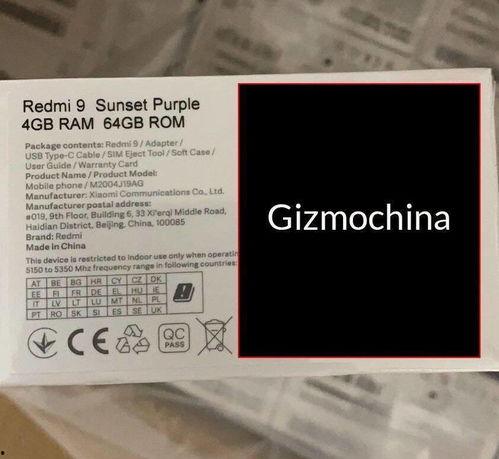 Redmi 9 Sunset Purple
4GB RAM 64GB ROM
Package contents: Redmi 9 / Adapter /
USB Type-C Cable / SIM Eject Tool / Soft Case /
User Guide / Warranty Card
Product Name / Product Model:
Mobile phone / M2004J19AG
Manufacturer: Xiaomi Communications Co., Ltd.
Manufacturer postal address:
#019, 9th Floor, Building 6, 33 Xi'erqi Middle Road,
Haidian District, Beijing, China, 100085
Brand: Redmi
Made in China
This device is restricted to indoor use only when operatin
5150 to 5350 Mhz frequency range in following countries:
AT BE BG HR CY CZ DK
EE FI FR DE EL HU IE
IT LV LT LU MT NL PL
PT RO SK SI ES SE UK
CE
QC
PASS
Gizmochina